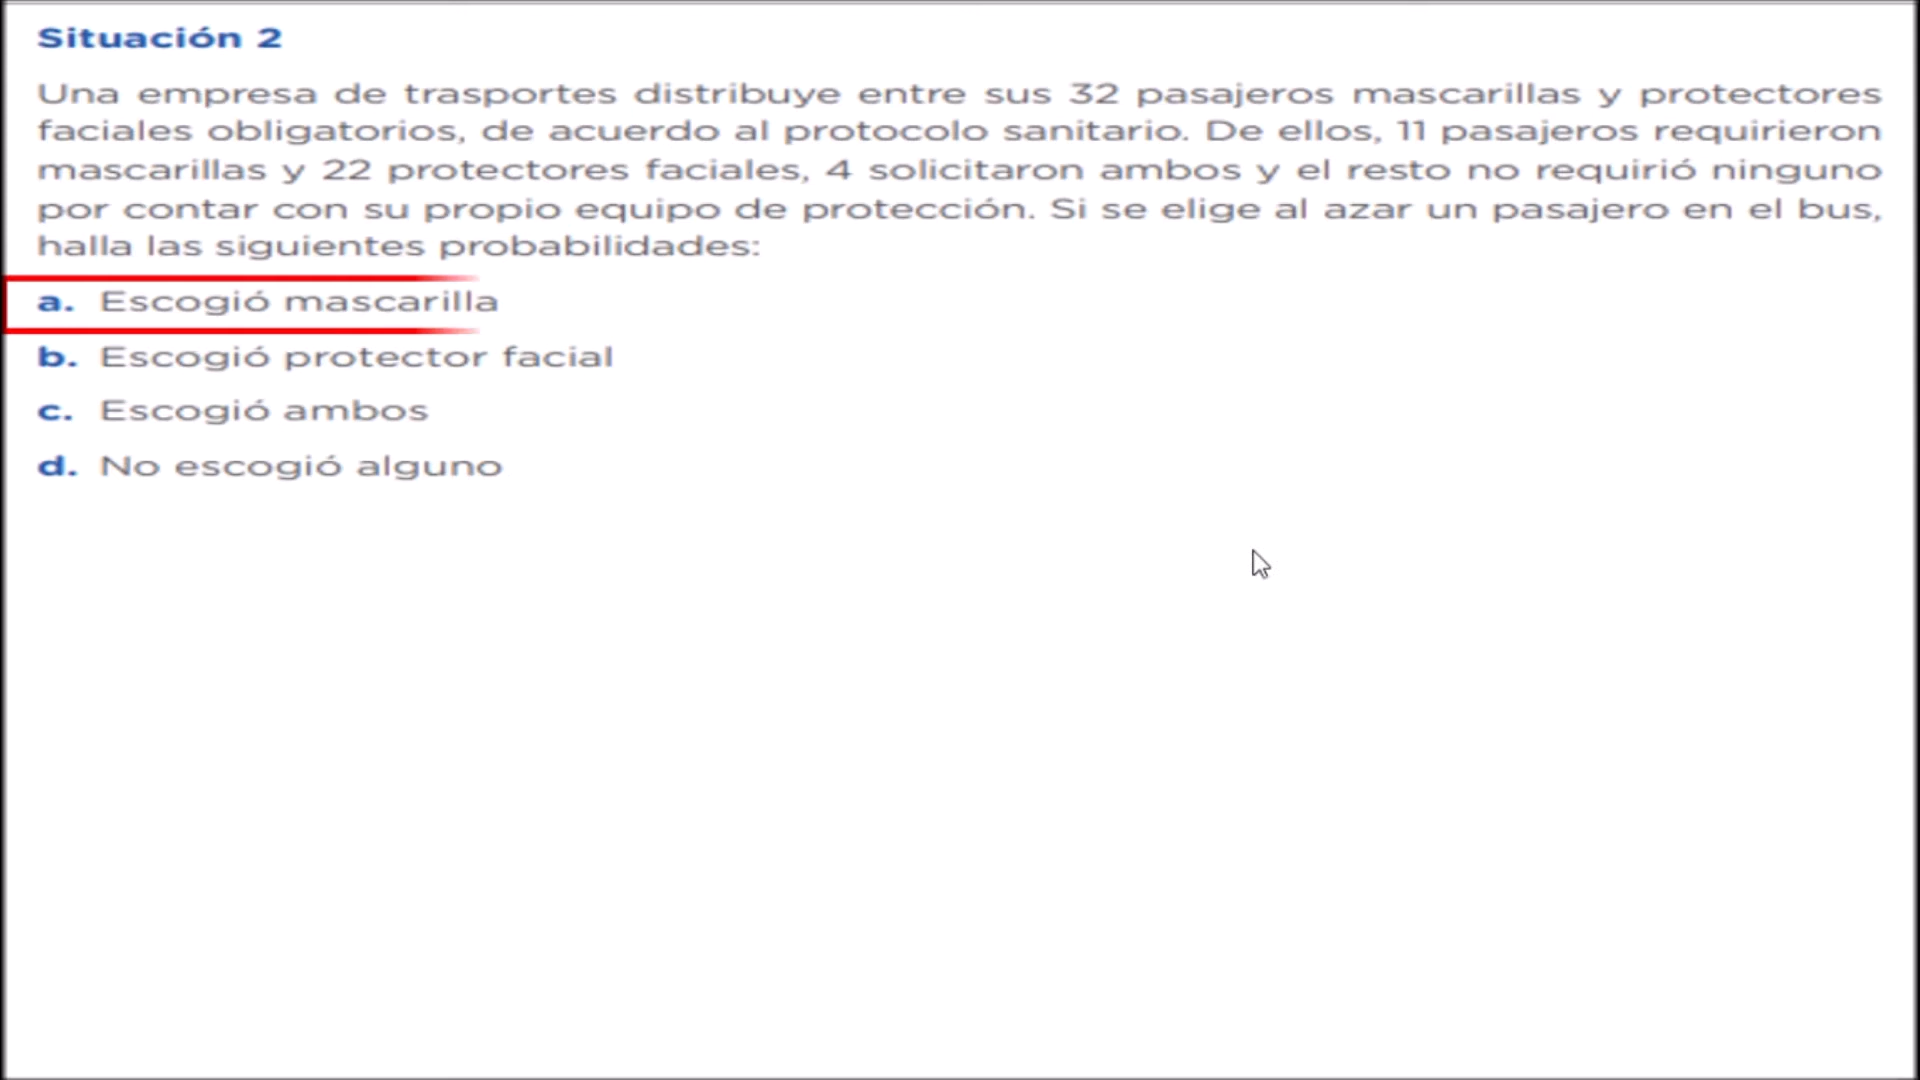 Situación 2
Una empresa de trasportes distribuye entre sus 32 pasajeros mascarillas y protectores
faciales obligatorios, de acuerdo al protocolo sanitario. De ellos, 11 pasajeros requirieron
mascarillas y 22 protectores faciales, 4 solicitaron ambos y el resto no requirió ninguno
por contar con su propio equipo de protección. Si se elige al azar un pasajero en el bus,
halla las siguientes probabilidades:
a. Escogió mascarilla
b. Escogió protector facial
c. Escogió ambos
d. No escogió alguno